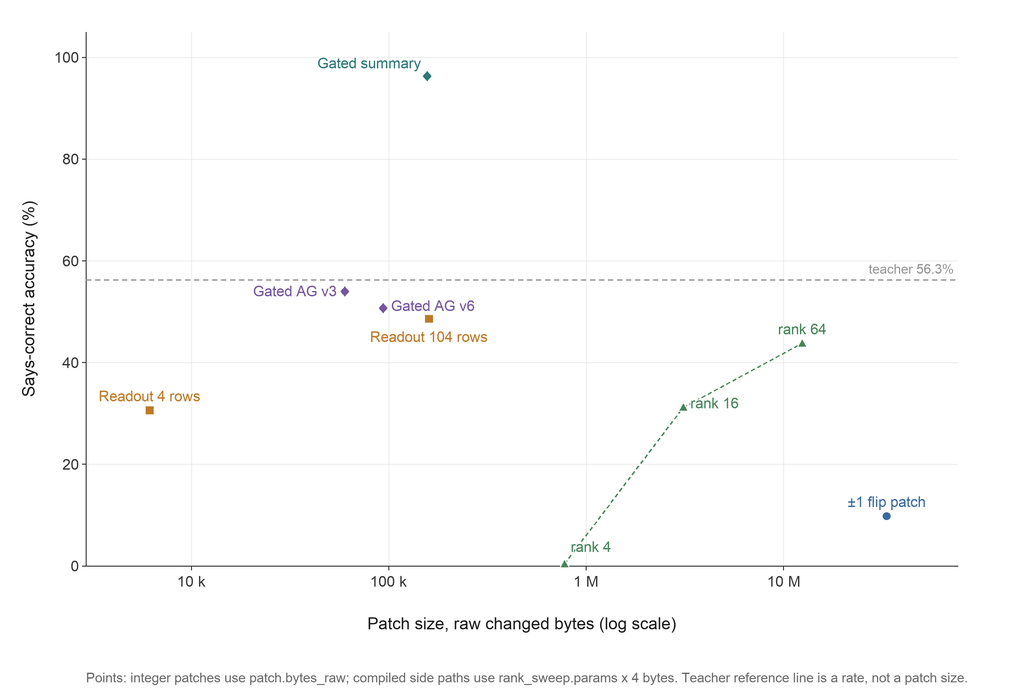 100
Gated summary
80
60
teacher 56.3%
Gated AG v3
Gated AG v6
Readout 104 rows
rank 64
40
Readout 4 rows
rank 16
20
±1 flip patch
rank 4
0
10 k
100 k
1 M
10 M
Says-correct accuracy (%)
Patch size, raw changed bytes (log scale)
Points: integer patches use patch.bytes_raw; compiled side paths use rank_sweep.params x 4 bytes. Teacher reference line is a rate, not a patch size.